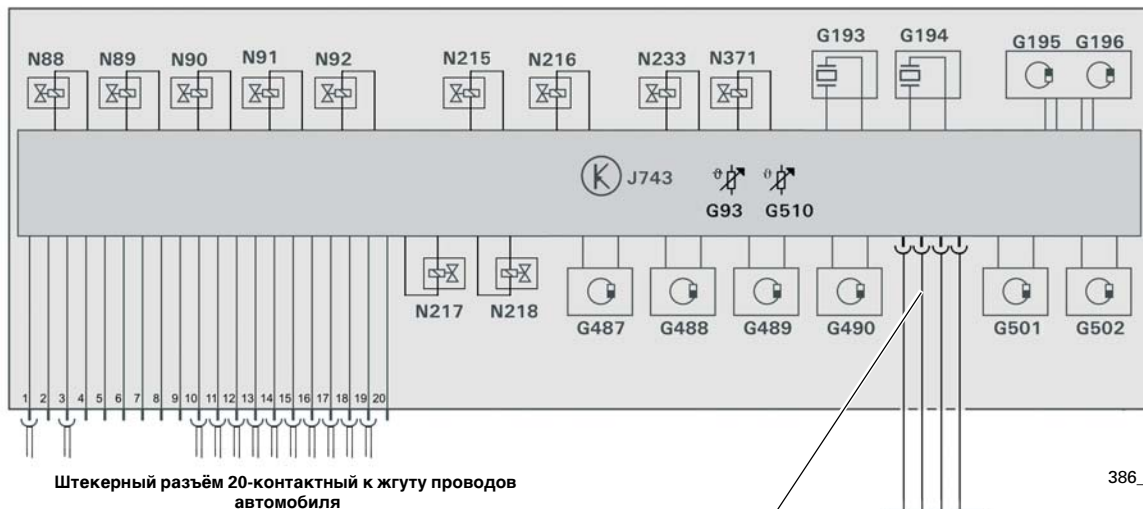 N88 N89 N90 N91 N92 N215 N216 N233 N371 G193 G194 G195 G196
J743
G93 G510
N217 N218 G487 G488 G489 G490 G501 G502
1 2 3 4 5 6 7 8 9 10 11 12 13 14 15 16 17 18 19 20
Штекерный разъём 20-контактный к жгуту проводов
автомобиля
386_